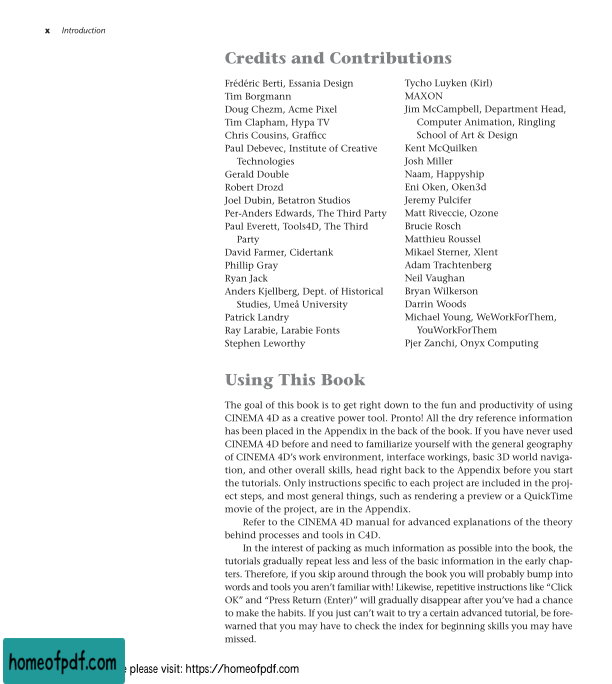 x Introduction
Credits and Contributions
Frédéric Berti, Essania Design
Tim Borgmann
Doug Chezm, Acme Pixel
Tim Clapham, Hypa TV
Chris Cousins, Grafficc
Paul Debevec, Institute of Creative
Technologies
Gerald Double
Robert Drozd
Joel Dubin, Betatron Studios
Per-Anders Edwards, The Third Party
Paul Everett, Tools4D, The Third
Party
David Farmer, Cidertank
Phillip Gray
Ryan Jack
Anders Kjellberg, Dept. of Historical
Studies, Umeå University
Patrick Landry
Ray Larabie, Larabie Fonts
Stephen Leworthy
Tycho Luyken (Kirl)
MAXON
Jim McCampbell, Department Head,
Computer Animation, Ringling
School of Art & Design
Kent McQuilken
Josh Miller
Naam, Happyship
Eni Oken, Oken3d
Jeremy Pulcifer
Matt Riveccie, Ozone
Brucie Rosch
Matthieu Roussel
Mikael Sterner, Xlent
Adam Trachtenberg
Neil Vaughan
Bryan Wilkerson
Darrin Woods
Michael Young, WeWorkForThem,
YouWorkForThem
Pjer Zanchi, Onyx Computing
Using This Book
The goal of this book is to get right down to the fun and productivity of using
CINEMA 4D as a creative power tool. Pronto! All the dry reference information
has been placed in the Appendix in the back of the book. If you have never used
CINEMA 4D before and need to familiarize yourself with the general geography
of CINEMA 4D's work environment, interface workings, basic 3D world naviga-
tion, and other overall skills, head right back to the Appendix before you start
the tutorials. Only instructions specific to each project are included in the proj-
ect steps, and most general things, such as rendering a preview or a QuickTime
movie of the project, are in the Appendix.
Refer to the CINEMA 4D manual for advanced explanations of the theory
behind processes and tools in C4D.
In the interest of packing as much information as possible into the book, the
tutorials gradually repeat less and less of the basic information in the early chap-
ters. Therefore, if you skip around through the book you will probably bump into
words and tools you aren't familiar with! Likewise, repetitive instructions like "Click
OK" and "Press Return (Enter)" will gradually disappear after you've had a chance
to make the habits. If you just can't wait to try a certain advanced tutorial, be fore-
warned that you may have to check the index for beginning skills you may have
missed.
homeofpdf.com please visit: https://homeofpdf.com